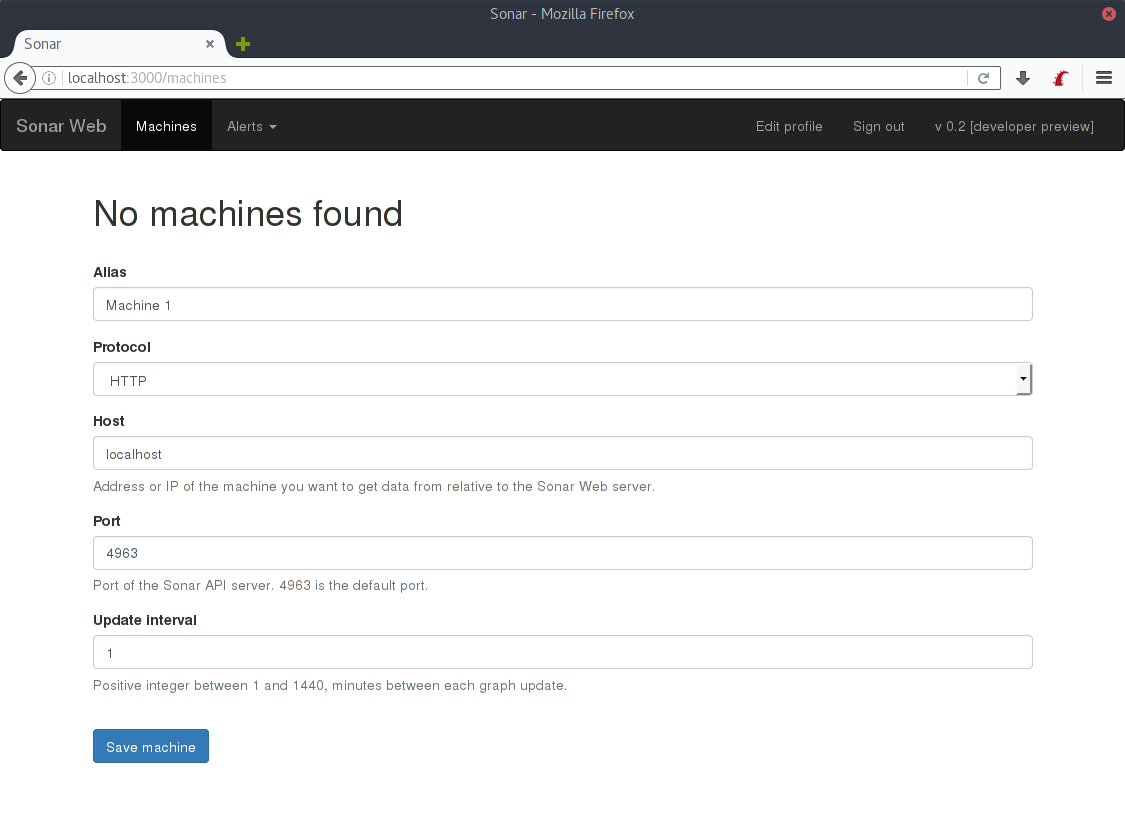 Sonar - Mozilla Firefox
Sonar
localhost:3000/machines
Sonar Web Machines Alerts Edit profile Sign out v 0.2 [developer preview]
No machines found
Alias
Machine 1
Protocol
HTTP
Host
localhost
Address or IP of the machine you want to get data from relative to the Sonar Web server.
Port
4963
Port of the Sonar API server. 4963 is the default port.
Update interval
1
Positive integer between 1 and 1440, minutes between each graph update.
Save machine